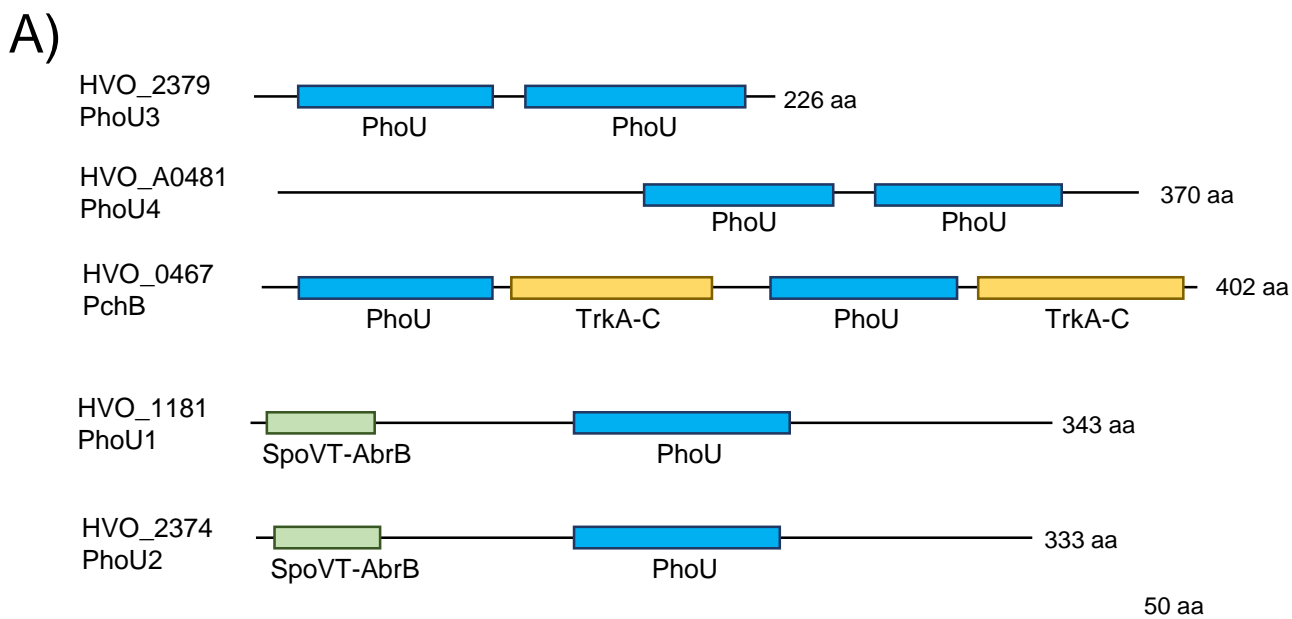 A)
HVO_2379
PhoU3
226 aa
PhoU
PhoU
HVO_A0481
PhoU4
370 aa
PhoU
PhoU
HVO_0467
PchB
402 aa
PhoU
TrkA-C
PhoU
TrkA-C
HVO_1181
PhoU1
343 aa
SpoVT-AbrB
PhoU
HVO_2374
PhoU2
333 aa
SpoVT-AbrB
PhoU
50 aa